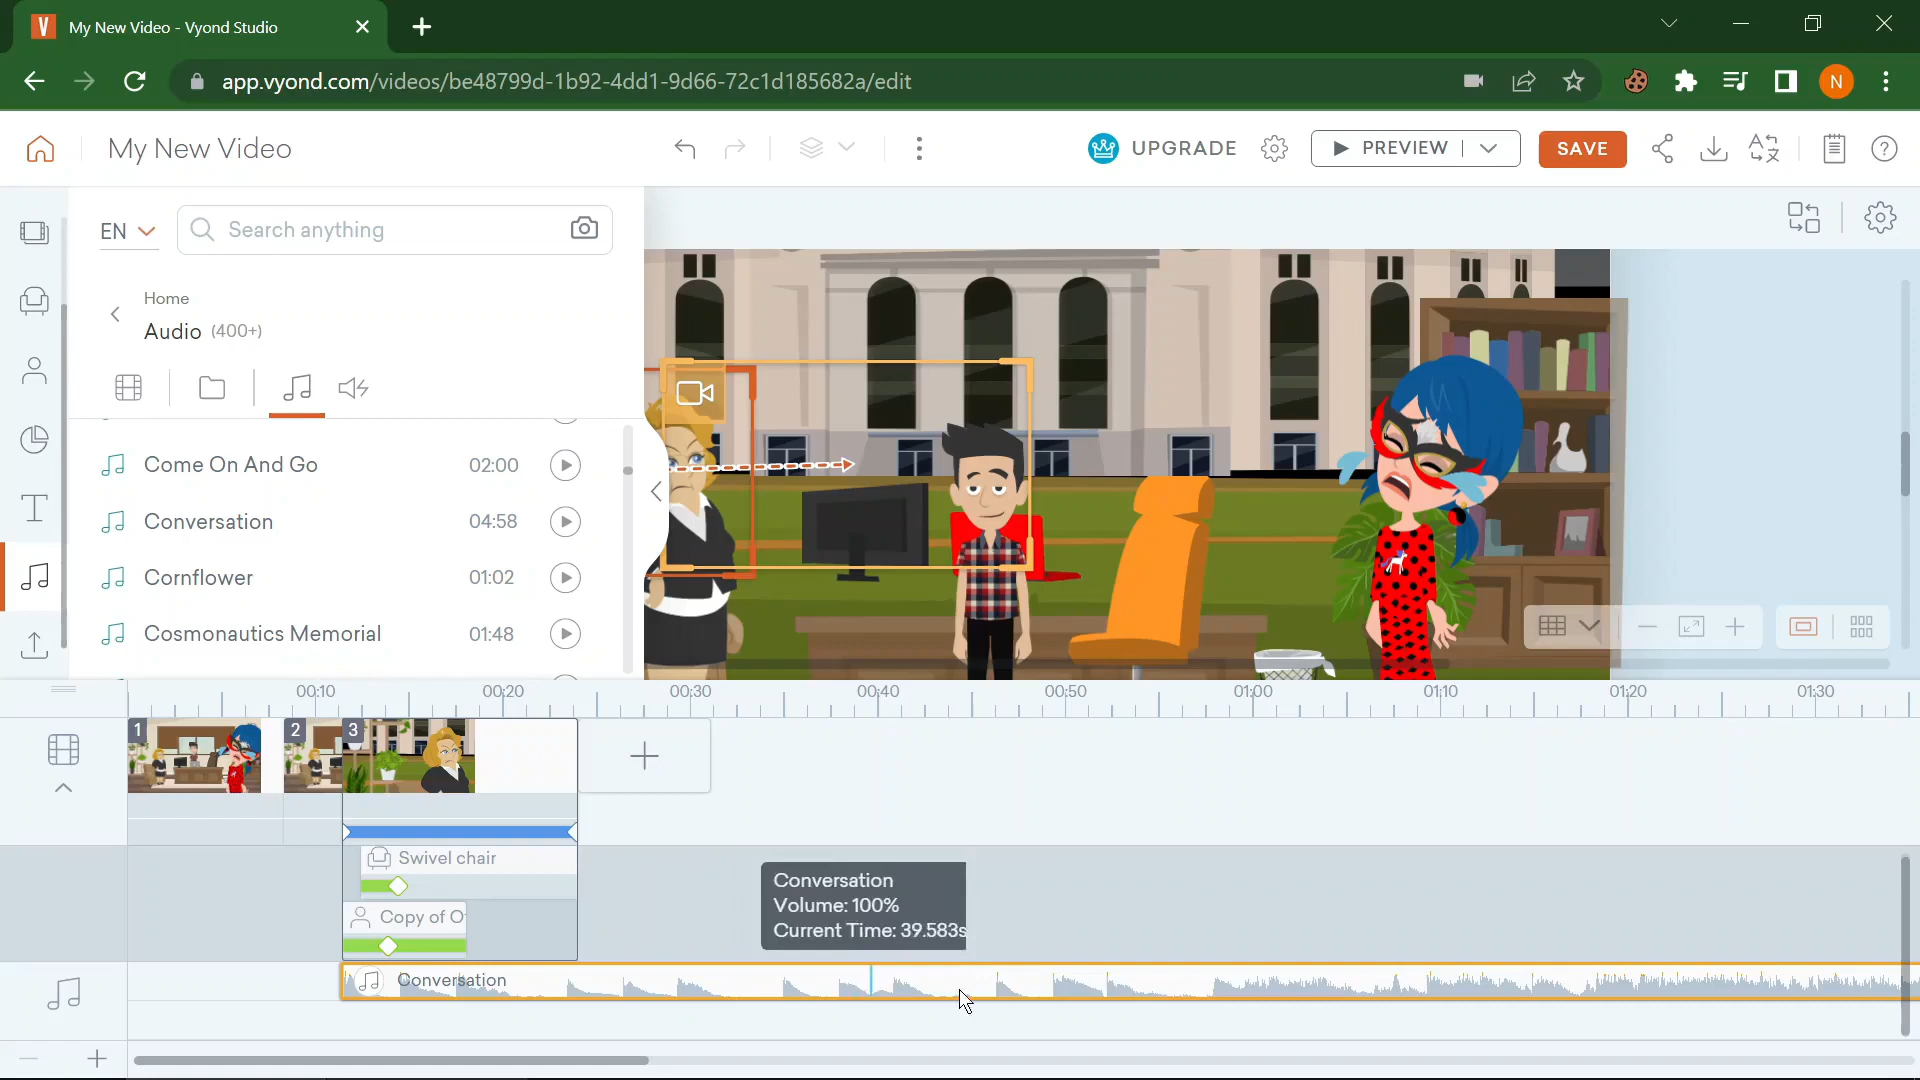 My New Video - Vyond Studio
app.vyond.com/videos/be48799d-1b92-4dd1-9d66-72c1d185682a/edit
N
My New Video
UPGRADE
PREVIEW
SAVE
EN
Search anything
Home
Audio (400+)
Come On And Go 02:00
Conversation 04:58
Cornflower 01:02
Cosmonautics Memorial 01:48
00:10 00:20 00:30 00:40 00:50 01:00 01:10 01:20 01:30
1 2 3
Swivel chair
Copy of O
Conversation
Volume: 100%
Current Time: 39.583s
Conversation